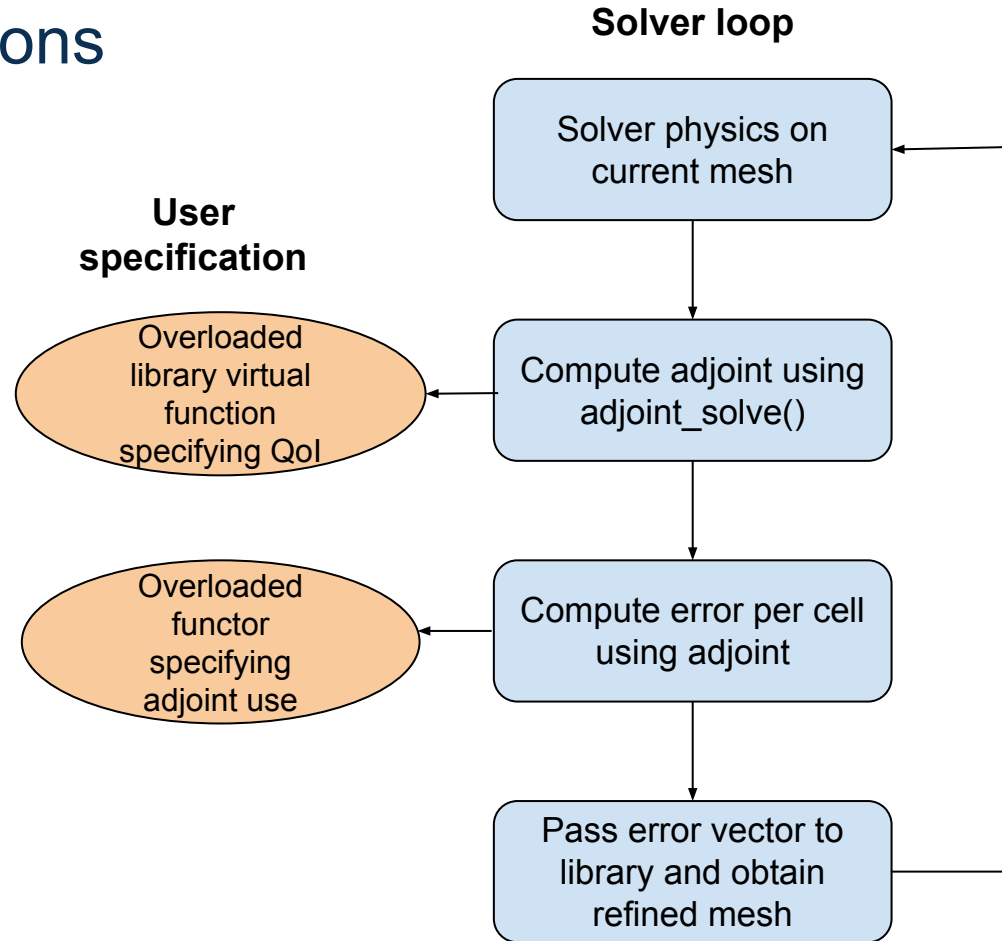 ons
Solver loop
Solver physics on
current mesh
User
specification
Overloaded
library virtual
function
specifying QoI
Compute adjoint using
adjoint_solve()
Overloaded
functor
specifying
adjoint use
Compute error per cell
using adjoint
Pass error vector to
library and obtain
refined mesh